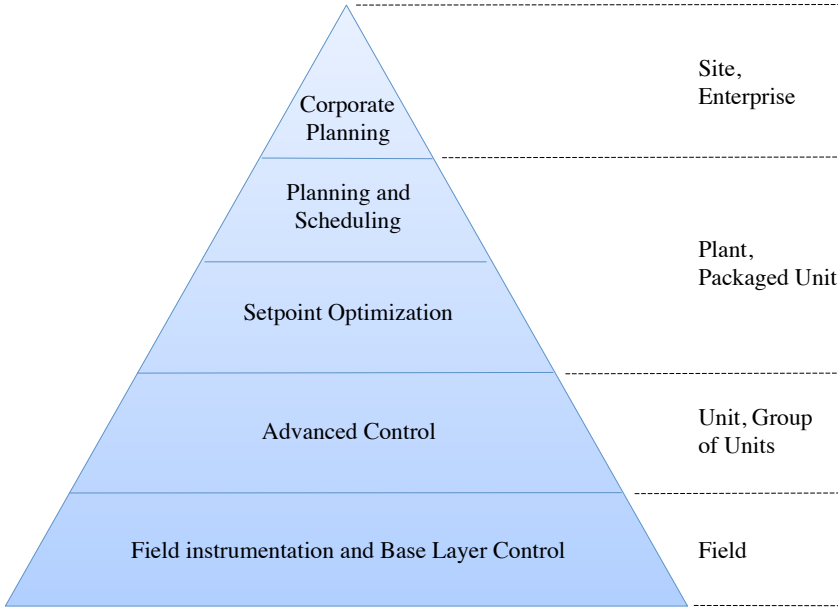 Corporate
Planning
Site,
Enterprise
Planning and
Scheduling
Setpoint Optimization
Plant,
Packaged Unit
Advanced Control
Unit, Group
of Units
Field instrumentation and Base Layer Control
Field